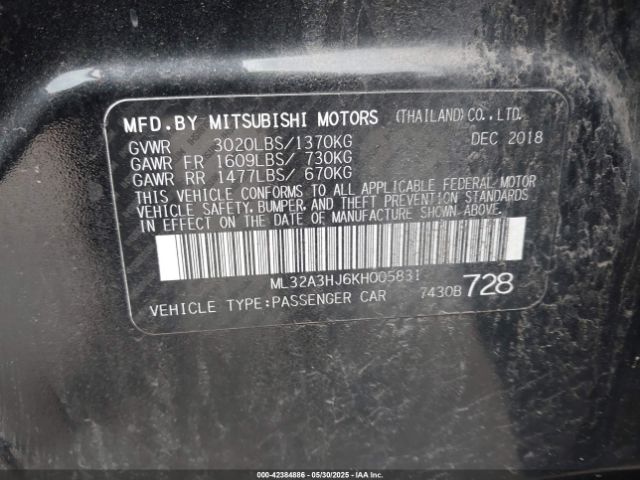 MFD.BY MITSUBISHI MOTORS (THAILAND)CO.,LTD.
GVWR 3020LBS/1370KG DEC 2018
GAWR FR 1609LBS/ 730KG
GAWR RR 1477LBS/ 670KG
THIS VEHICLE CONFORMS TO ALL APPLICABLE FEDERAL MOTOR
VEHICLE SAFETY, BUMPER, AND THEFT PREVENTION STANDARDS
IN EFFECT ON THE DATE OF MANUFACTURE SHOWN ABOVE.
ML32A3HJ6KH005831
VEHICLE TYPE:PASSENGER CAR 7430B 728
000-42384886 - 05/30/2025 - IAA Inc.